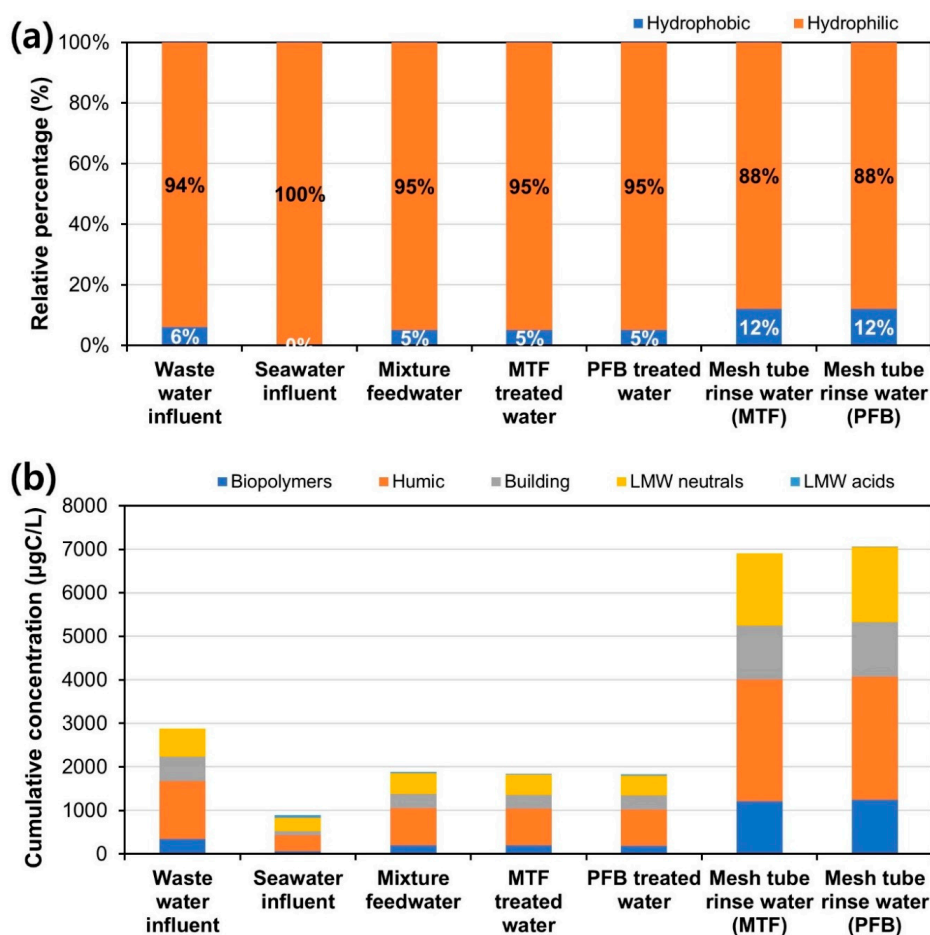 (a)
Hydrophobic Hydrophilic
Relative percentage (%)
100%
80%
60%
40%
20%
0%
94% 100% 95% 95% 95% 88% 88%
6% 0% 5% 5% 5% 12% 12%
Waste Seawater Mixture MTF PFB treated Mesh tube Mesh tube
water influent feedwater treated water rinse water rinse water
influent water (MTF) (PFB)
(b)
Biopolymers Humic Building LMW neutrals LMW acids
Cumulative concentration (µgC/L)
8000
7000
6000
5000
4000
3000
2000
1000
0
Waste Seawater Mixture MTF PFB treated Mesh tube Mesh tube
water influent feedwater treated water rinse water rinse water
influent water (MTF) (PFB)